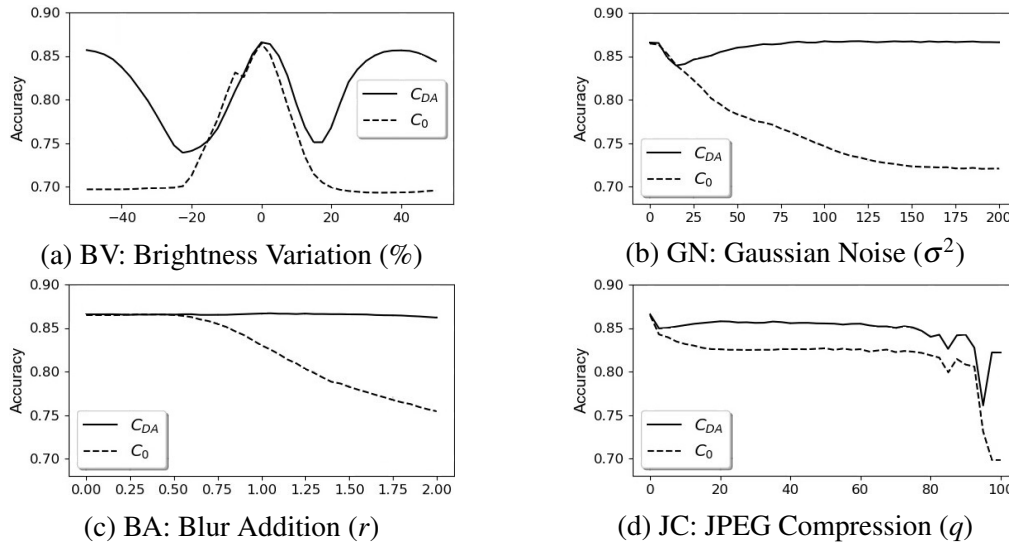 0.90
0.85
0.80
0.75
0.70
Accuracy
C_DA
C_0
−40 −20 0 20 40
(a) BV: Brightness Variation (%)
0.90
0.85
0.80
0.75
0.70
Accuracy
C_DA
C_0
0 25 50 75 100 125 150 175 200
(b) GN: Gaussian Noise (σ²)
0.90
0.85
0.80
0.75
0.70
Accuracy
C_DA
C_0
0.00 0.25 0.50 0.75 1.00 1.25 1.50 1.75 2.00
(c) BA: Blur Addition (r)
0.90
0.85
0.80
0.75
0.70
Accuracy
C_DA
C_0
0 20 40 60 80 100
(d) JC: JPEG Compression (q)